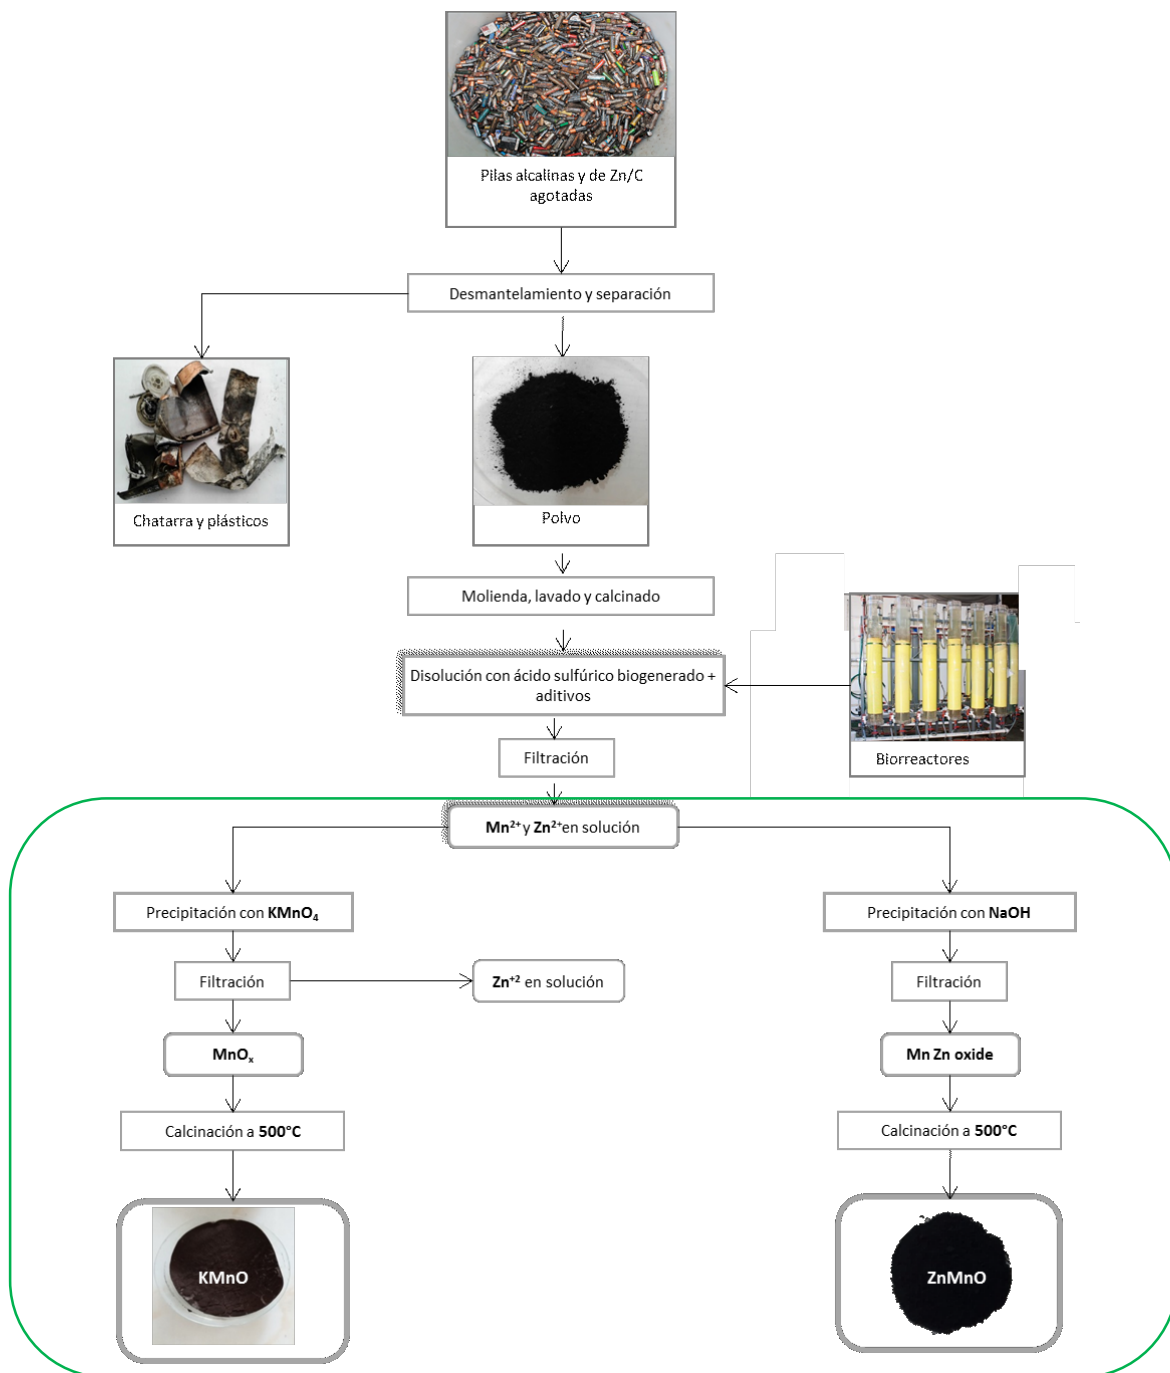 Pilas alcalinas y de Zn/C
agotadas
Desmantelamiento y separación
Chatarra y plásticos
Polvo
Molienda, lavado y calcinado
Disolución con ácido sulfúrico biogenerado +
aditivos
Biorreactores
Filtración
Mn²⁺ y Zn²⁺ en solución
Precipitación con KMnO₄
Precipitación con NaOH
Filtración
Zn⁺² en solución
Filtración
MnOₓ
Mn Zn oxide
Calcinación a 500°C
Calcinación a 500°C
KMnO
ZnMnO